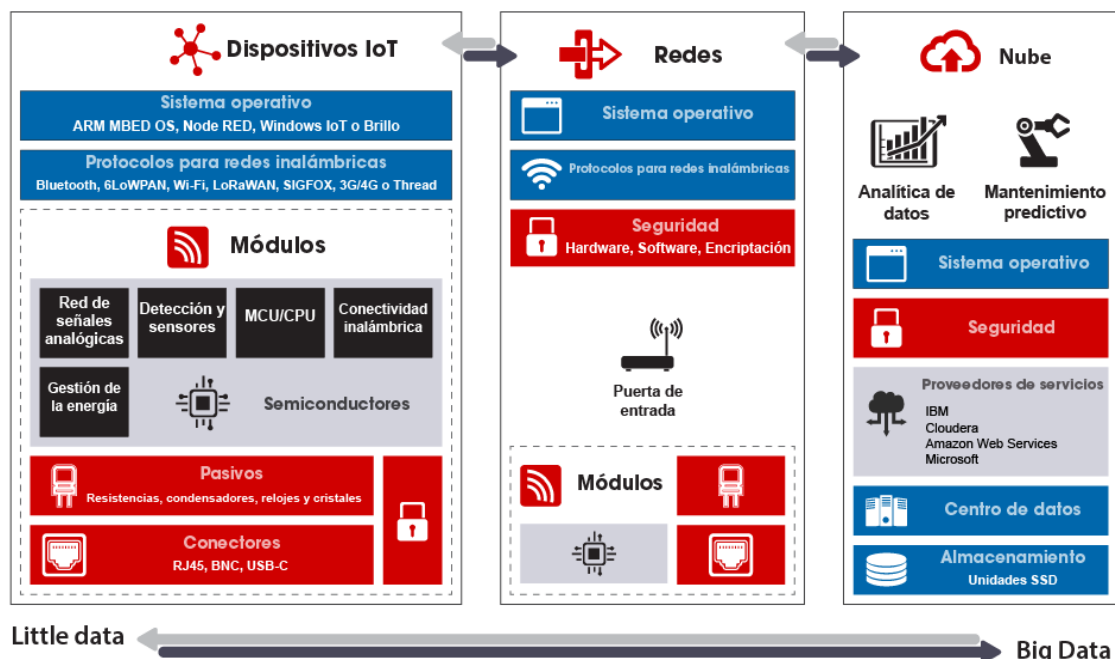 Dispositivos IoT
Sistema operativo
ARM MBED OS, Node RED, Windows IoT o Brillo
Protocolos para redes inalámbricas
Bluetooth, 6LoWPAN, Wi-Fi, LoRaWAN, SIGFOX, 3G/4G o Thread
Módulos
Red de
señales
analógicas
Detección y
sensores
MCU/CPU
Conectividad
inalámbrica
Gestión de
la energía
Semiconductores
Pasivos
Resistencias, condensadores, relojes y cristales
Conectores
RJ45, BNC, USB-C
Redes
Sistema operativo
Protocolos para redes inalámbricas
Seguridad
Hardware, Software, Encriptación
Puerta de
entrada
Módulos
Nube
Analítica de
datos
Mantenimiento
predictivo
Sistema operativo
Seguridad
Proveedores de servicios
IBM
Cloudera
Amazon Web Services
Microsoft
Centro de datos
Almacenamiento
Unidades SSD
Little data
Big Data